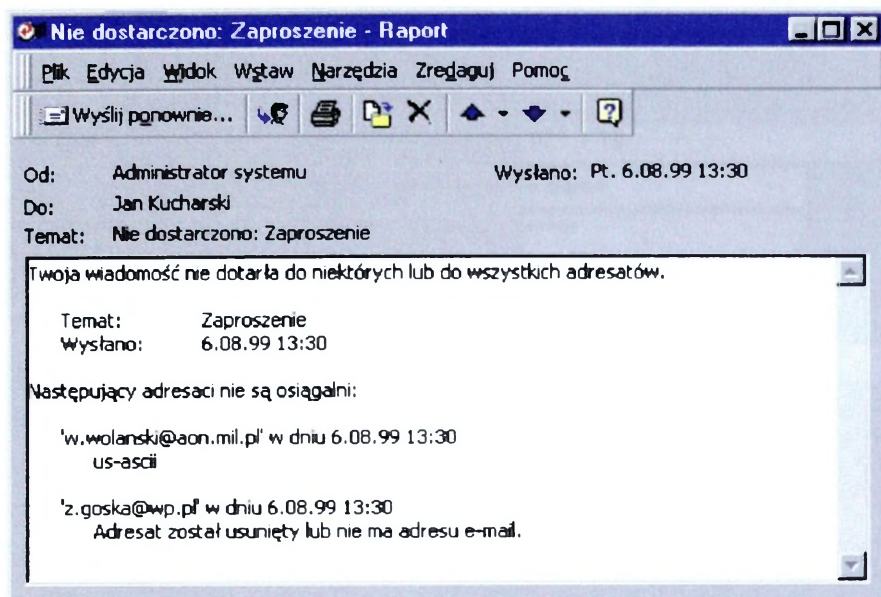 Nie dostarczono: Zaproszenie - Raport
Plik Edycja Widok Wstaw Narzędzia Zredaguj Pomoc
Wyślij ponownie...
Od: Administrator systemu Wysłano: Pt. 6.08.99 13:30
Do: Jan Kucharski
Temat: Nie dostarczono: Zaproszenie
Twoja wiadomość nie dotarła do niektórych lub do wszystkich adresatów.
Temat: Zaproszenie
Wysłano: 6.08.99 13:30
Następujący adresaci nie są osiągalni:
'w.wolanski@aon.mil.pl' w dniu 6.08.99 13:30
us-ascii
'z.goska@wp.pl' w dniu 6.08.99 13:30
Adresat został usunięty lub nie ma adresu e-mail.